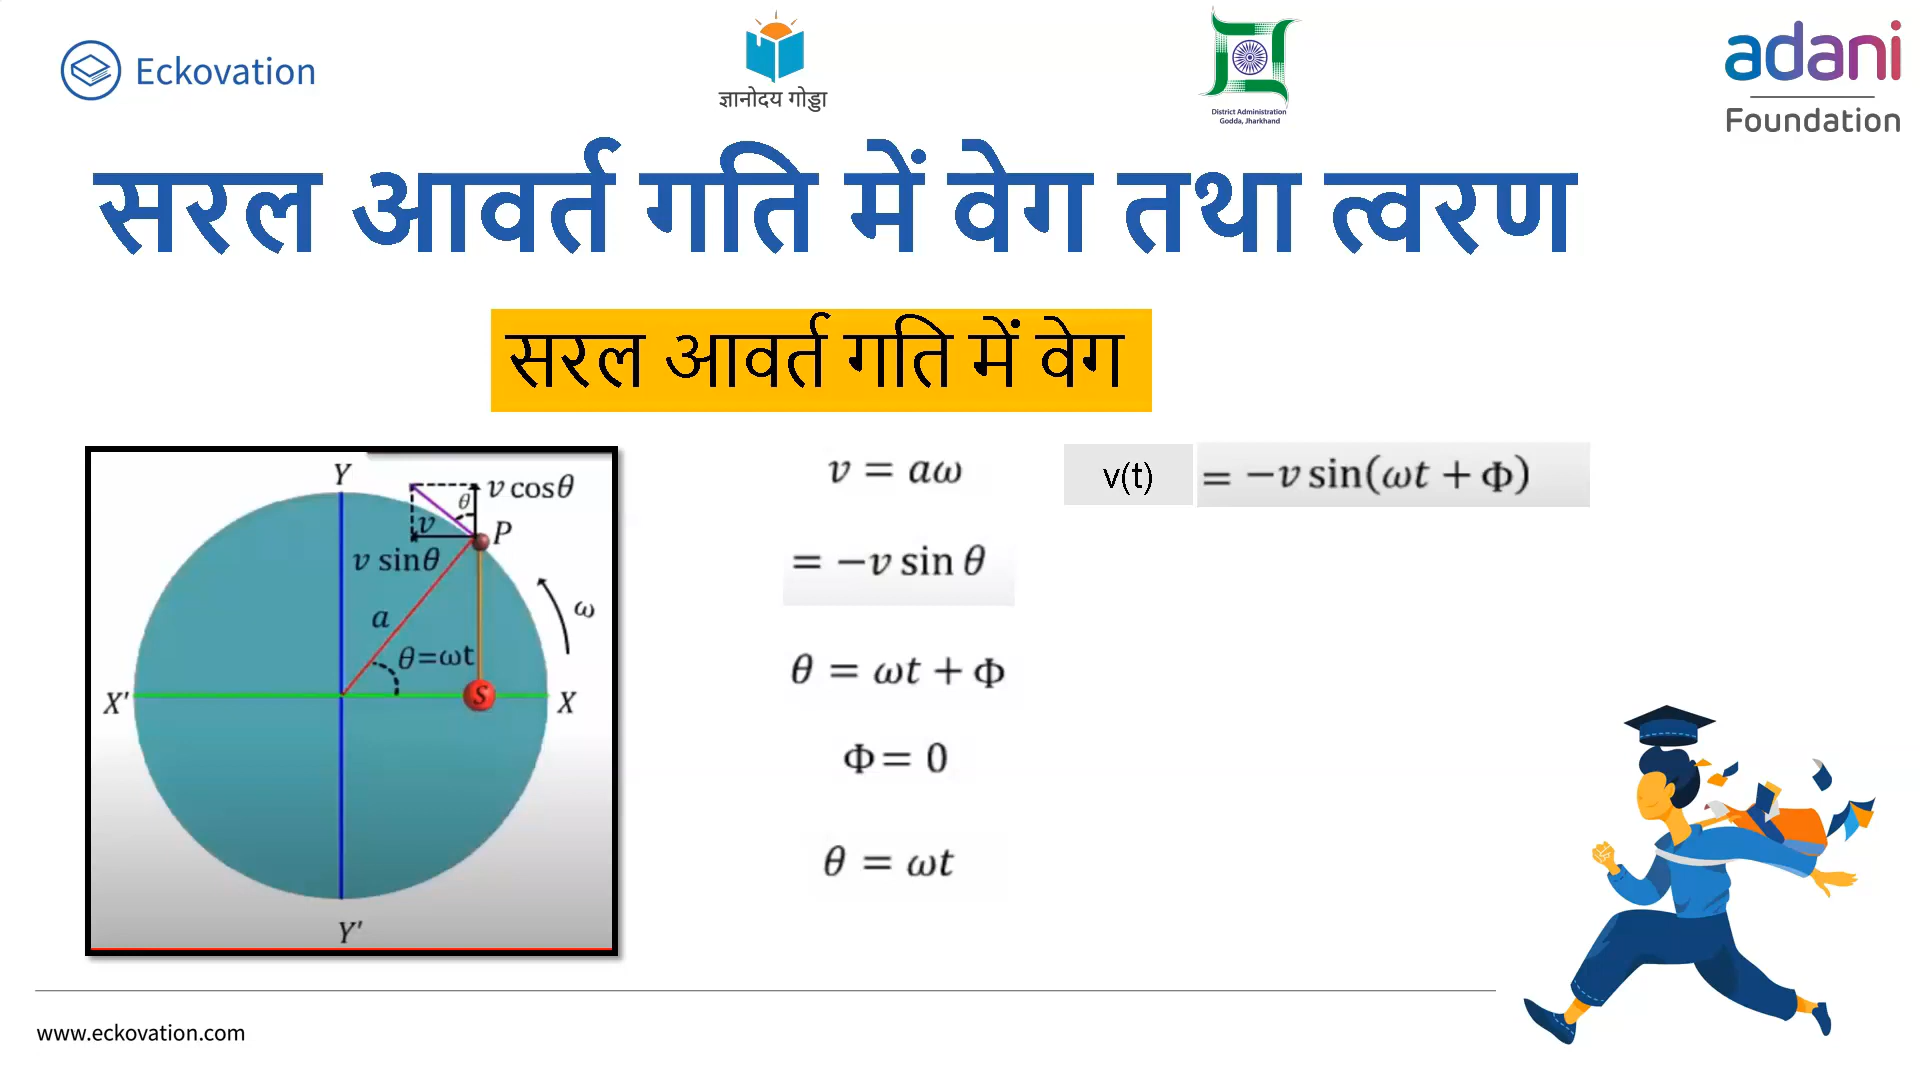 Eckovation
ज्ञानोदय गोड्डा
District Administration
Godda, Jharkhand
adani
Foundation
सरल आवर्त गति में वेग तथा त्वरण
सरल आवर्त गति में वेग
Y
v cosθ
θ
v
P
v sinθ
a
ω
θ=ωt
X'
S
X
Y'
v = aω
= −v sin θ
θ = ωt + Φ
Φ= 0
θ = ωt
v(t) = −v sin(ωt + Φ)
www.eckovation.com